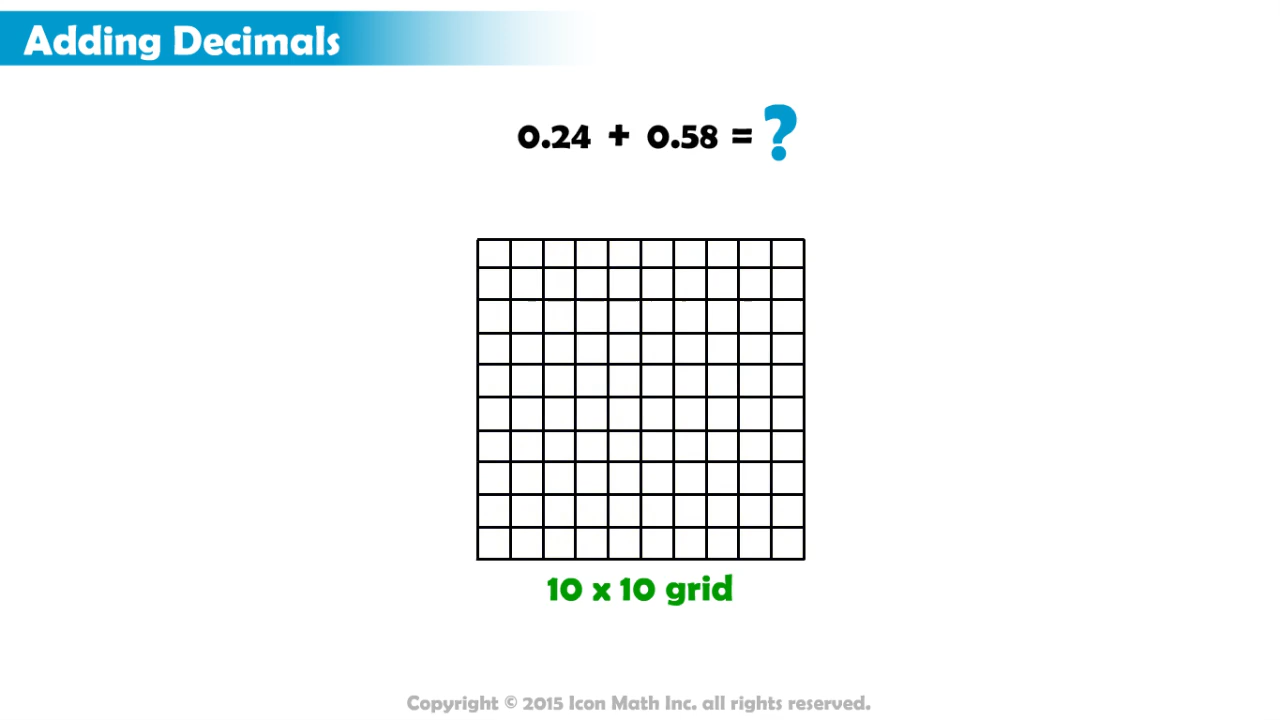 Adding Decimals
0.24 + 0.58 = ?
10 x 10 grid
Copyright © 2015 Icon Math Inc. all rights reserved.